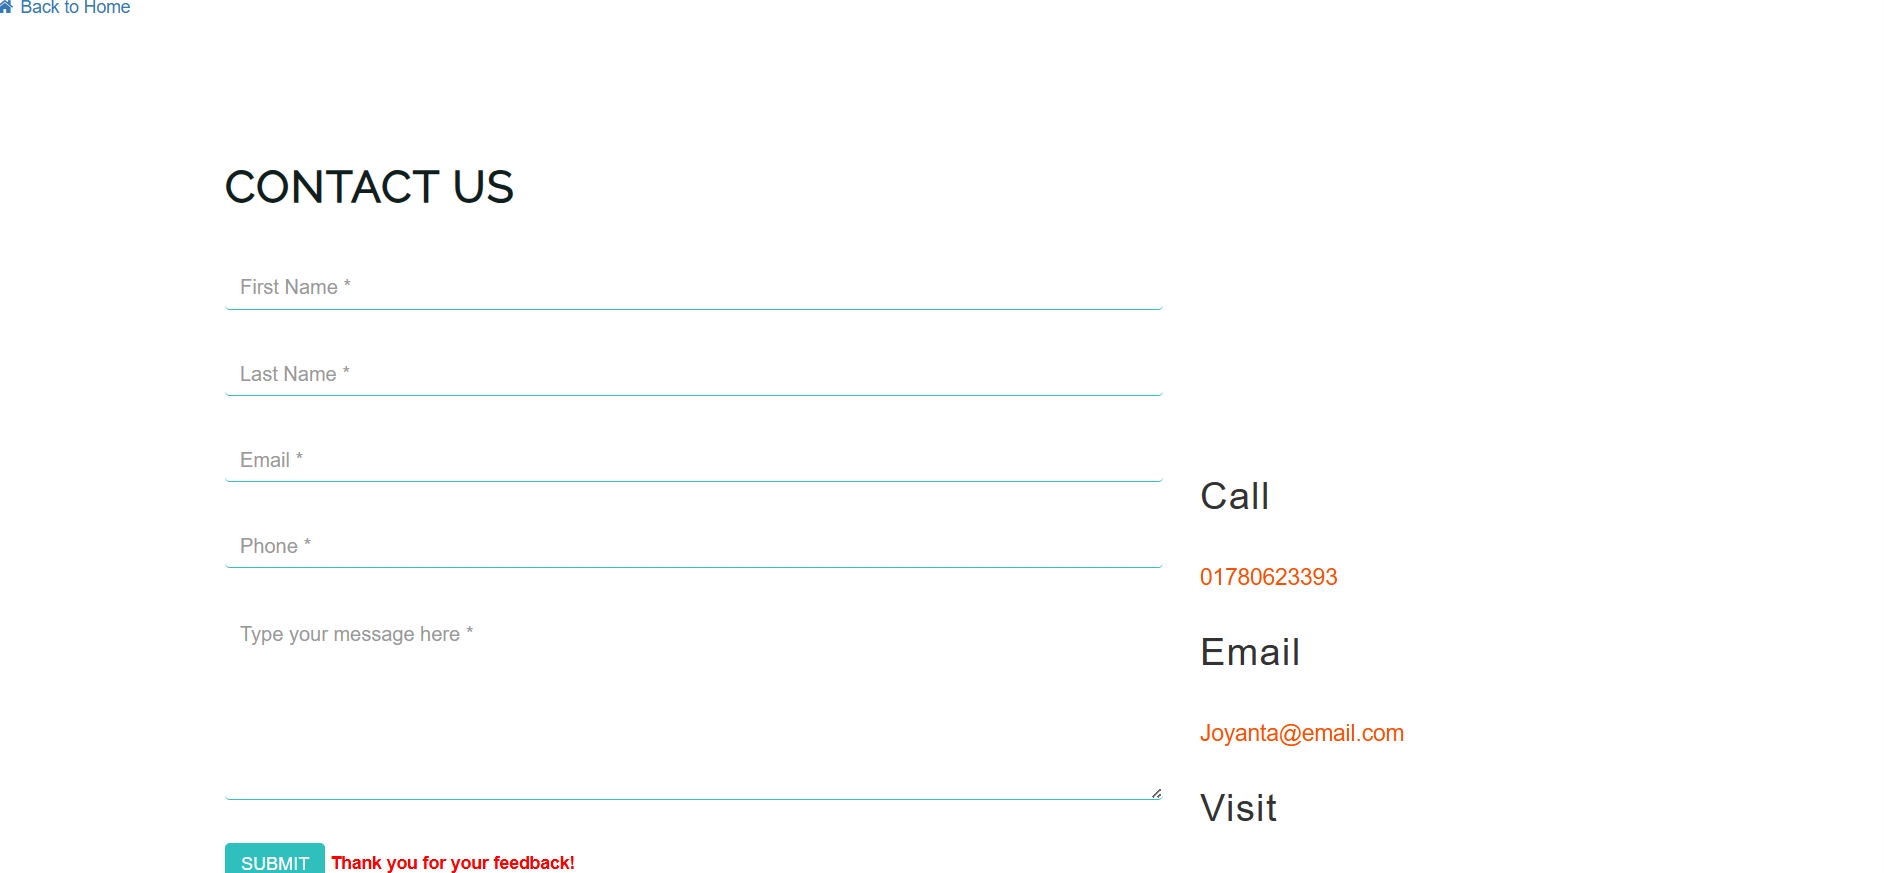 Back to Home
CONTACT US
First Name *
Last Name *
Email *
Phone *
Type your message here *
SUBMIT Thank you for your feedback!
Call
01780623393
Email
Joyanta@email.com
Visit